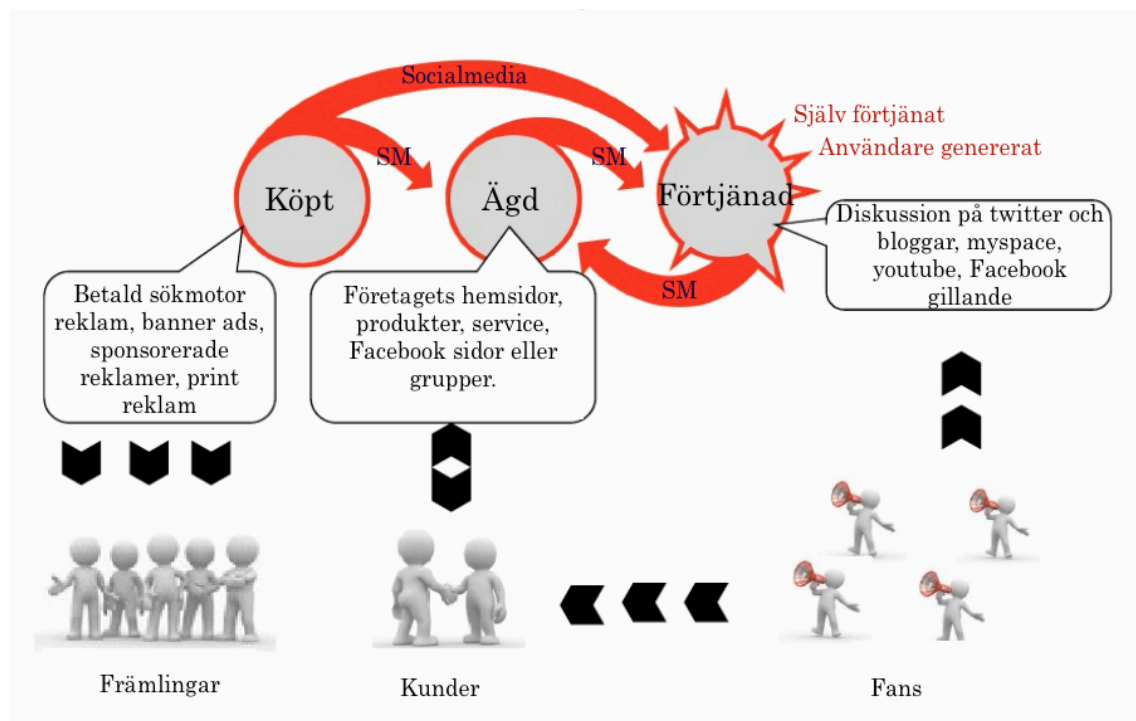 Socialmedia
Själv förtjänat
Användare genererat
SM
SM
Köpt
Ägd
Förtjänad
Diskussion på twitter och
bloggar, myspace,
youtube, Facebook
gillande
SM
Betald sökmotor
reklam, banner ads,
sponsorerade
reklamer, print
reklam
Företagets hemsidor,
produkter, service,
Facebook sidor eller
grupper.
Främlingar
Kunder
Fans